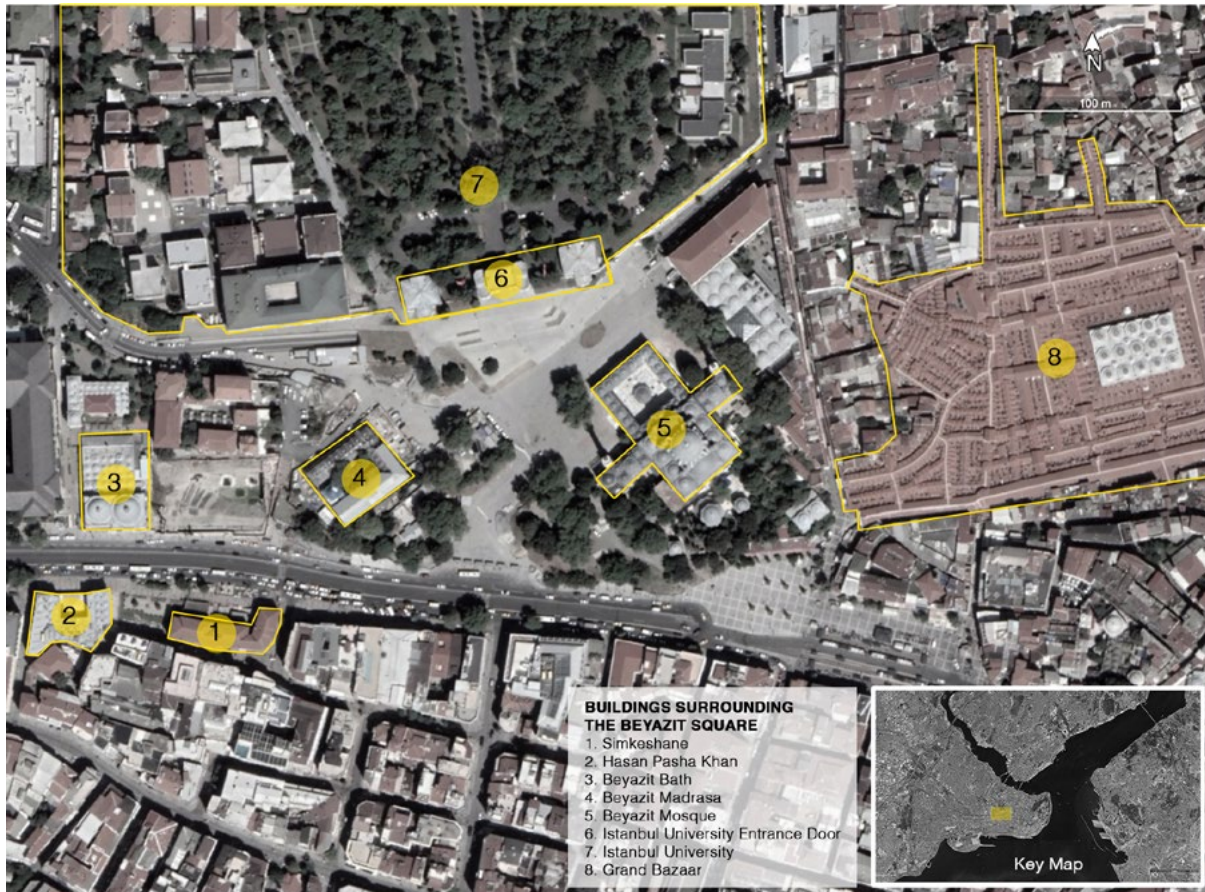 N
100 m
7
6
8
5
4
3
2
1
BUILDINGS SURROUNDING
THE BEYAZIT SQUARE
1. Simkeshane
2. Hasan Pasha Khan
3. Beyazit Bath
4. Beyazit Madrasa
5. Beyazit Mosque
6. Istanbul University Entrance Door
7. Istanbul University
8. Grand Bazaar
Key Map